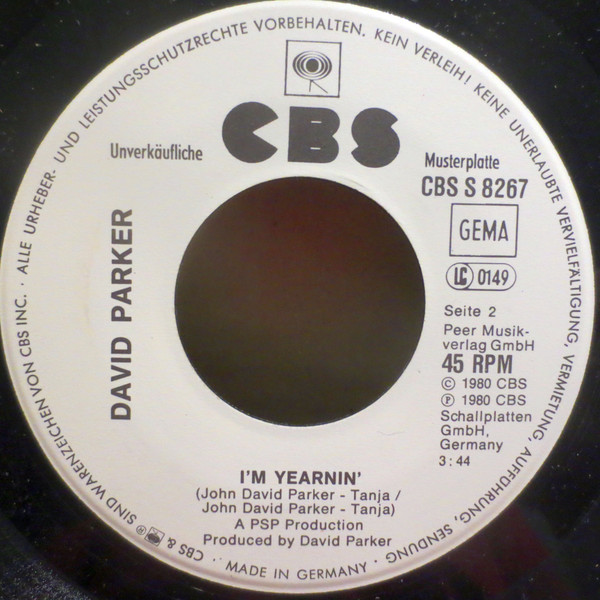 · ALLE URHEBER- UND LEISTUNGSSCHUTZRECHTE VORBEHALTEN. KEIN VERLEIH! KEINE UNERLAUBTE VERVIELFÄLTIGUNG, VERMIETUNG, AUFFÜHRUNG, SENDUNG ·
CBS
Unverkäufliche
Musterplatte
CBS S 8267
GEMA
LC 0149
DAVID PARKER
Seite 2
Peer Musik-
verlag GmbH
45 RPM
© 1980 CBS
℗ 1980 CBS
Schallplatten
GmbH,
Germany
3:44
I'M YEARNIN'
(John David Parker - Tanja /
John David Parker - Tanja)
A PSP Production
Produced by David Parker
· CBS & ® SIND WARENZEICHEN VON CBS INC.
MADE IN GERMANY ·